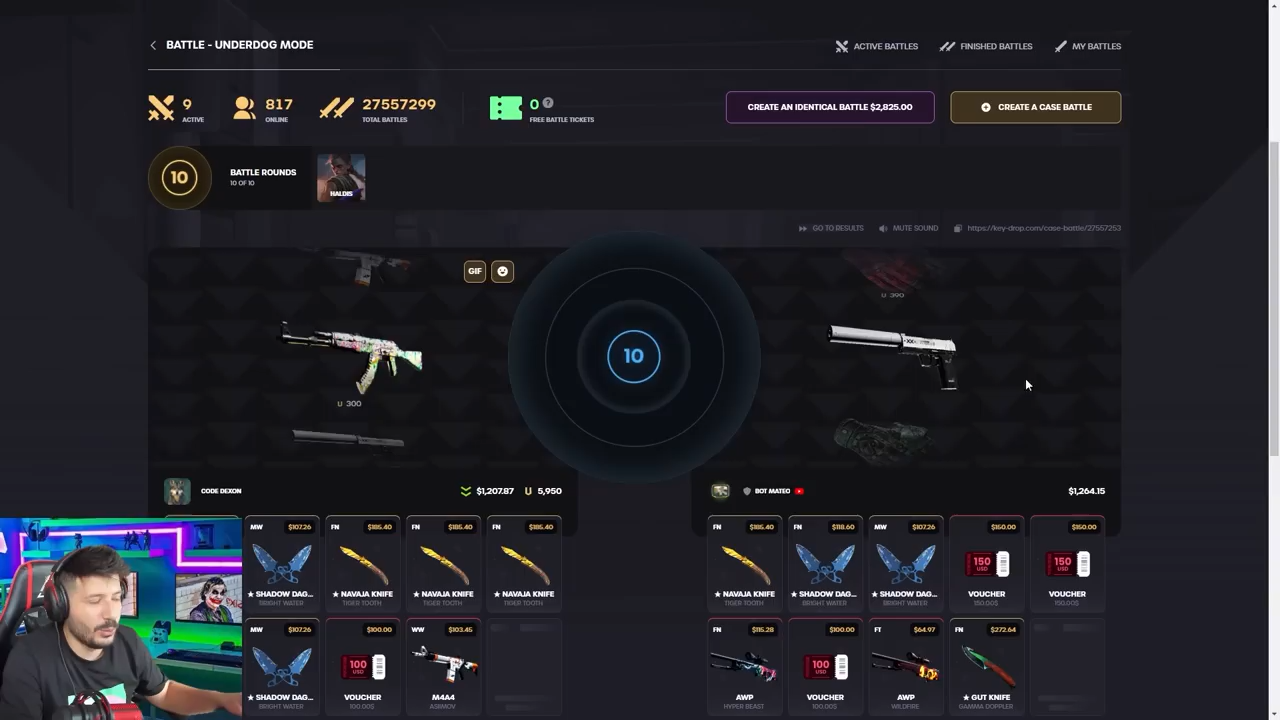 BATTLE - UNDERDOG MODE
ACTIVE BATTLES
FINISHED BATTLES
MY BATTLES
9
ACTIVE
817
ONLINE
27557299
TOTAL BATTLES
0 ?
FREE BATTLE TICKETS
CREATE AN IDENTICAL BATTLE $2,825.00
CREATE A CASE BATTLE
10
BATTLE ROUNDS
10 OF 10
HALDIS
GO TO RESULTS
MUTE SOUND
https://key-drop.com/case-battle/27557253
GIF
U 390
10
U 300
CODE DEXON
$1,207.87
U 5,950
BOT MATEO
$1,264.15
MW $107.26
★ SHADOW DAG...
BRIGHT WATER
FN $185.40
★ NAVAJA KNIFE
TIGER TOOTH
FN $185.40
★ NAVAJA KNIFE
TIGER TOOTH
FN $185.40
★ NAVAJA KNIFE
TIGER TOOTH
FN $185.40
★ NAVAJA KNIFE
TIGER TOOTH
FN $118.60
★ SHADOW DAG...
BRIGHT WATER
MW $107.26
★ SHADOW DAG...
BRIGHT WATER
$150.00
150 USD
VOUCHER
150.00$
$150.00
150 USD
VOUCHER
MW $107.26
★ SHADOW DAG...
BRIGHT WATER
$100.00
100 USD
VOUCHER
100.00$
WW $103.45
M4A4
ASIIMOV
FN $115.28
AWP
HYPER BEAST
$100.00
100 USD
VOUCHER
100.00$
FT $64.97
AWP
WILDFIRE
FN $272.64
★ GUT KNIFE
GAMMA DOPPLER